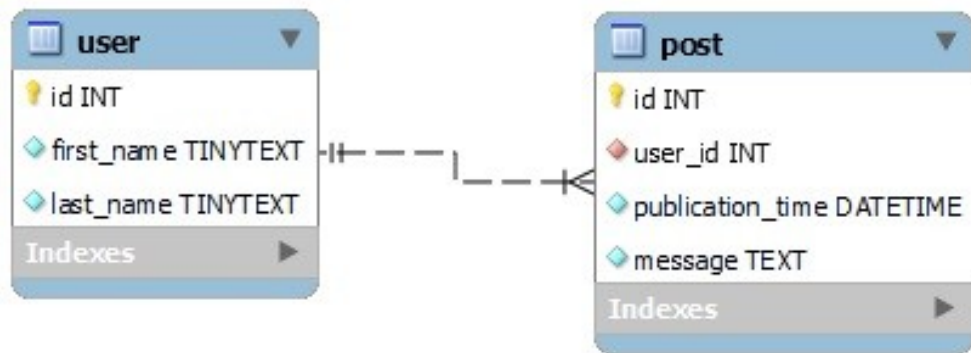 user
id INT
first_name TINYTEXT
last_name TINYTEXT
Indexes
post
id INT
user_id INT
publication_time DATETIME
message TEXT
Indexes